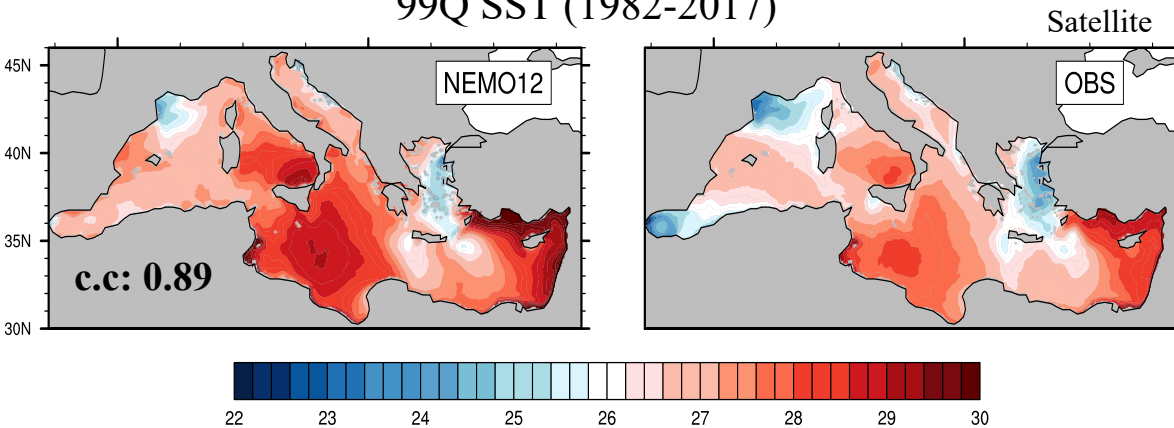 99Q SST (1982-2017)
Satellite
45N
40N
35N
30N
NEMO12
c.c: 0.89
OBS
22 23 24 25 26 27 28 29 30